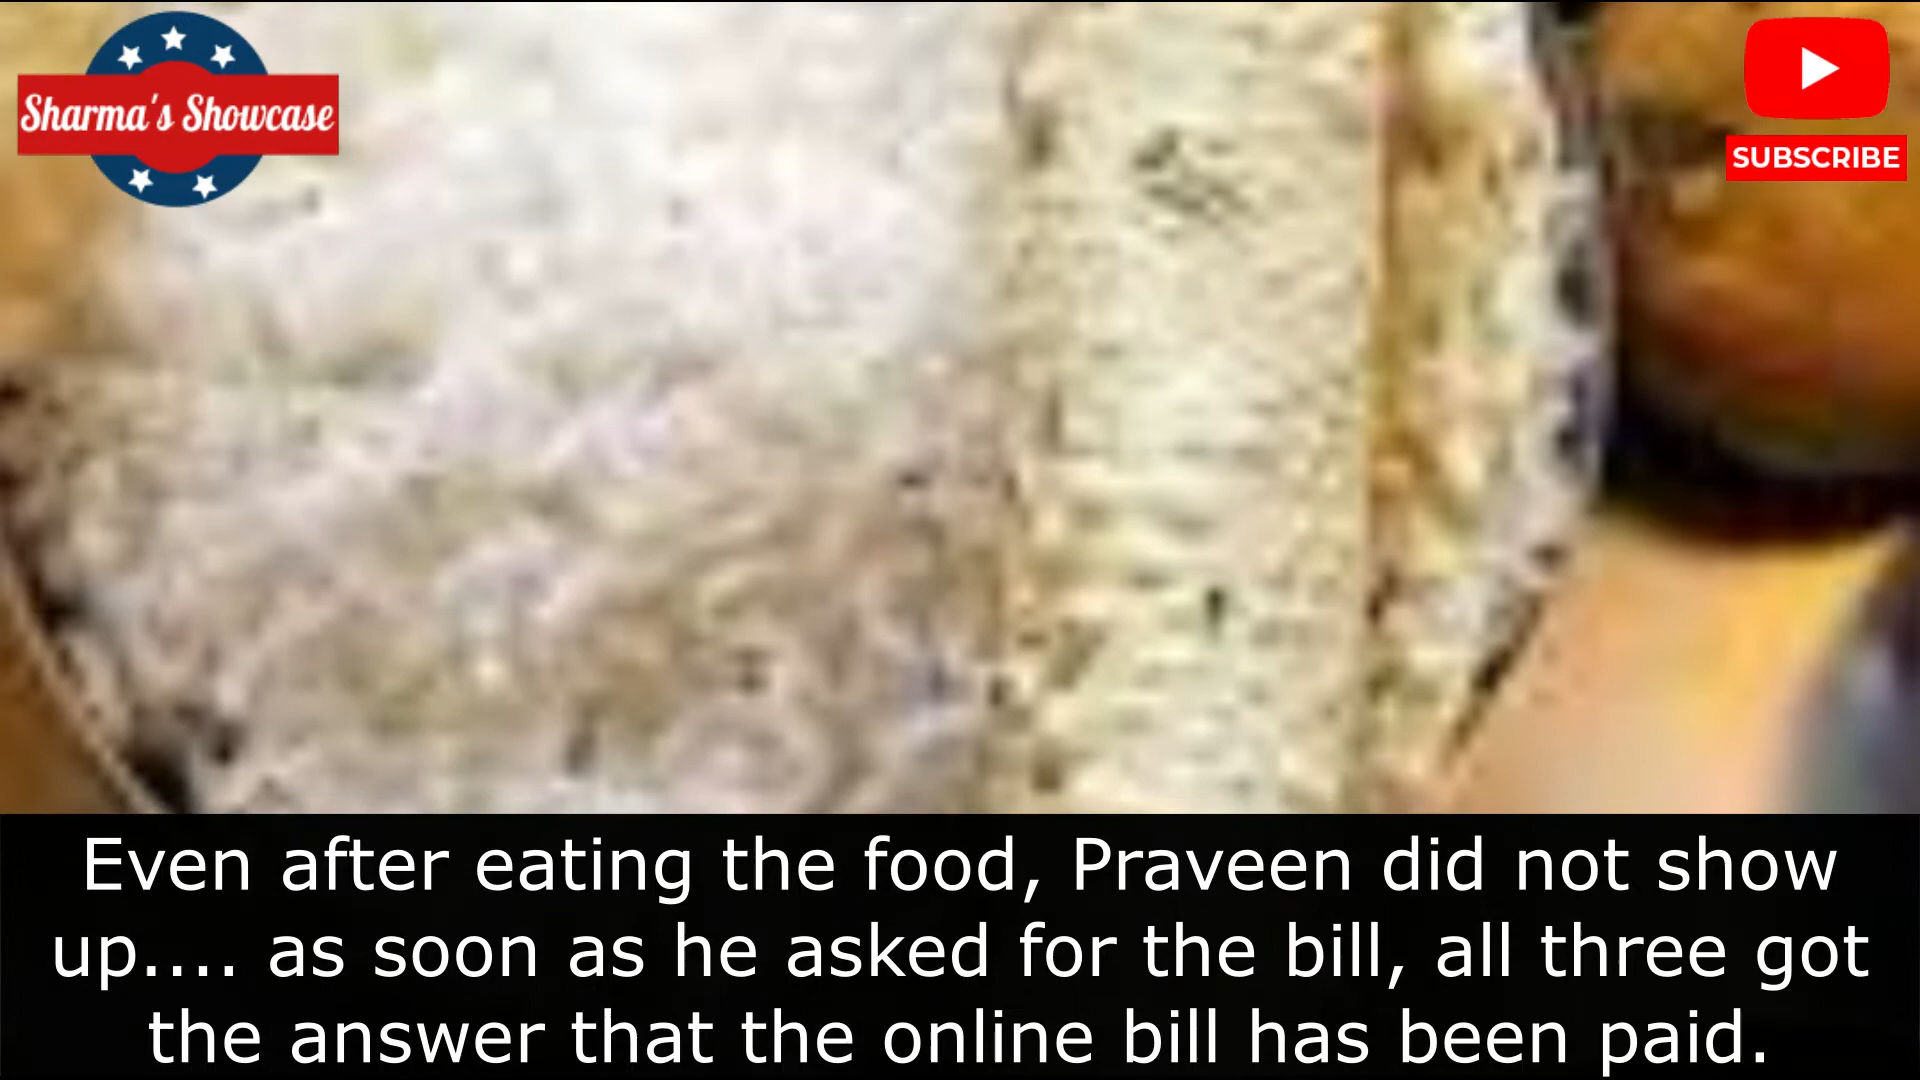 Sharma's Showcase
SUBSCRIBE
Even after eating the food, Praveen did not show
up.... as soon as he asked for the bill, all three got
the answer that the online bill has been paid.